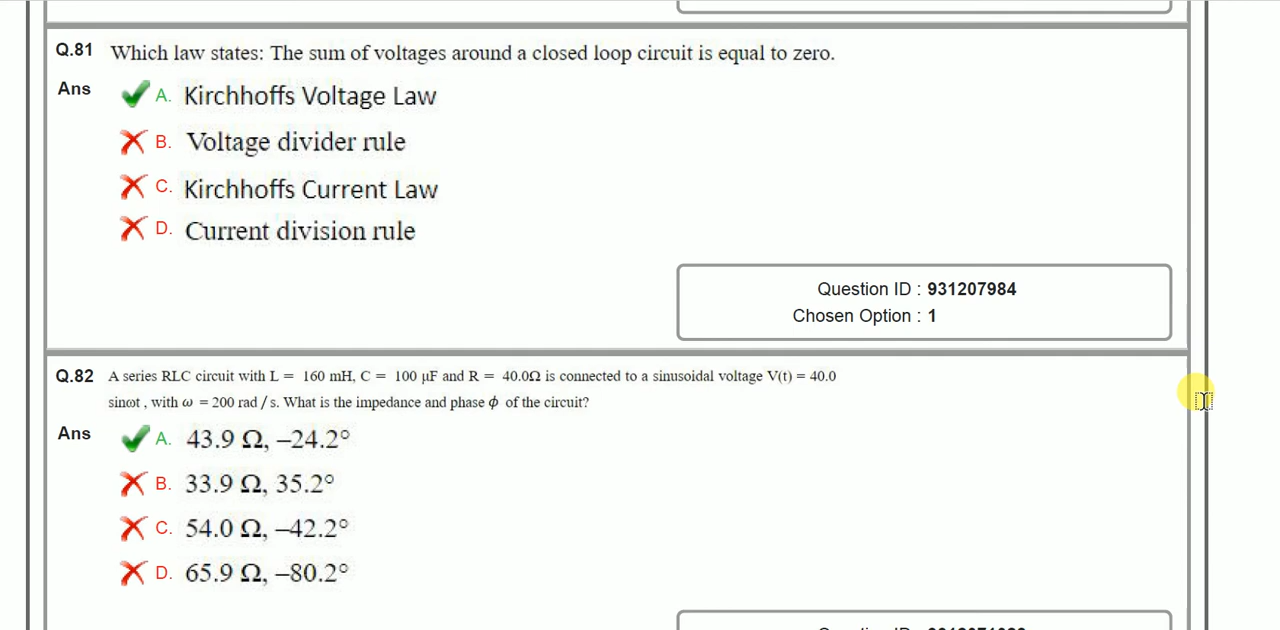 Q.81 Which law states: The sum of voltages around a closed loop circuit is equal to zero.
Ans A. Kirchhoffs Voltage Law
B. Voltage divider rule
C. Kirchhoffs Current Law
D. Current division rule
Question ID : 931207984
Chosen Option : 1
Q.82 A series RLC circuit with L = 160 mH, C = 100 μF and R = 40.0Ω is connected to a sinusoidal voltage V(t) = 40.0
sinωt , with ω = 200 rad / s. What is the impedance and phase ϕ of the circuit?
Ans A. 43.9 Ω, –24.2°
B. 33.9 Ω, 35.2°
C. 54.0 Ω, –42.2°
D. 65.9 Ω, –80.2°